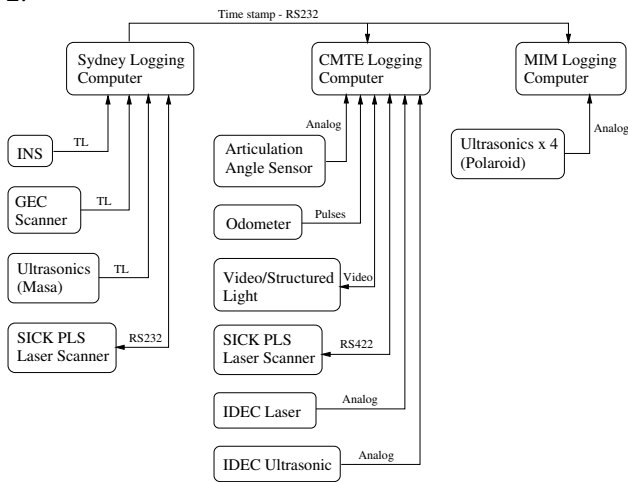 2.
Time stamp - RS232
Sydney Logging
Computer
CMTE Logging
Computer
MIM Logging
Computer
INS
TL
GEC
Scanner
TL
Ultrasonics
(Masa)
TL
SICK PLS
Laser Scanner
RS232
Analog
Articulation
Angle Sensor
Odometer
Pulses
Video/Structured
Light
Video
SICK PLS
Laser Scanner
RS422
IDEC Laser
Analog
IDEC Ultrasonic
Analog
Ultrasonics x 4
(Polaroid)
Analog